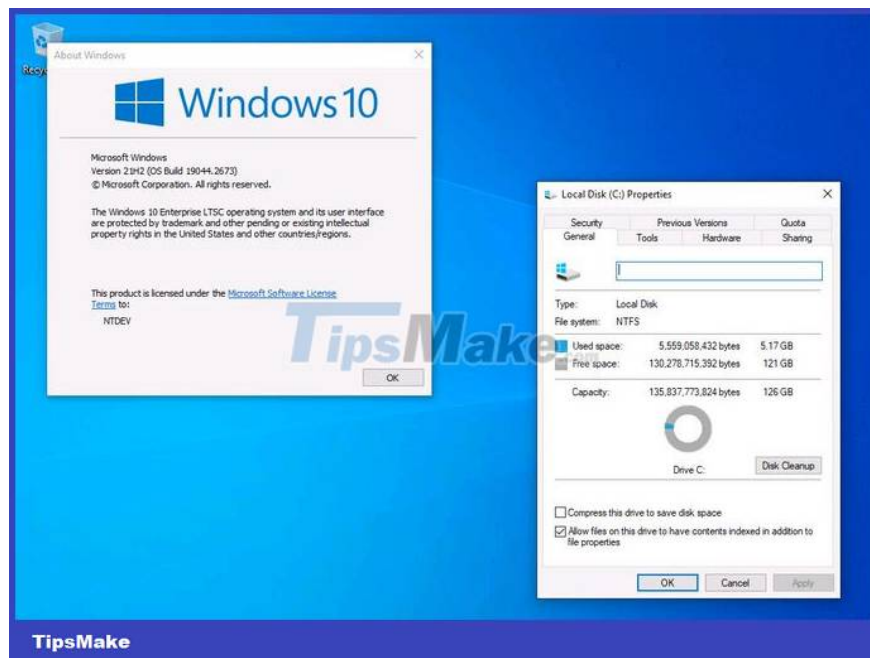 Recy
About Windows
Windows 10
Microsoft Windows
Version 21H2 (OS Build 19044.2673)
© Microsoft Corporation. All rights reserved.
The Windows 10 Enterprise LTSC operating system and its user interface
are protected by trademark and other pending or existing intellectual
property rights in the United States and other countries/regions.
This product is licensed under the Microsoft Software License
Terms to:
NTDEV
OK
Local Disk (C:) Properties
Security Previous Versions Quota
General Tools Hardware Sharing
Type: Local Disk
File system: NTFS
Used space: 5,559,058,432 bytes 5.17 GB
Free space: 130,278,715,392 bytes 121 GB
Capacity: 135,837,773,824 bytes 126 GB
Drive C:
Disk Cleanup
Compress this drive to save disk space
Allow files on this drive to have contents indexed in addition to
file properties
OK Cancel Apply
TipsMake.com
TipsMake